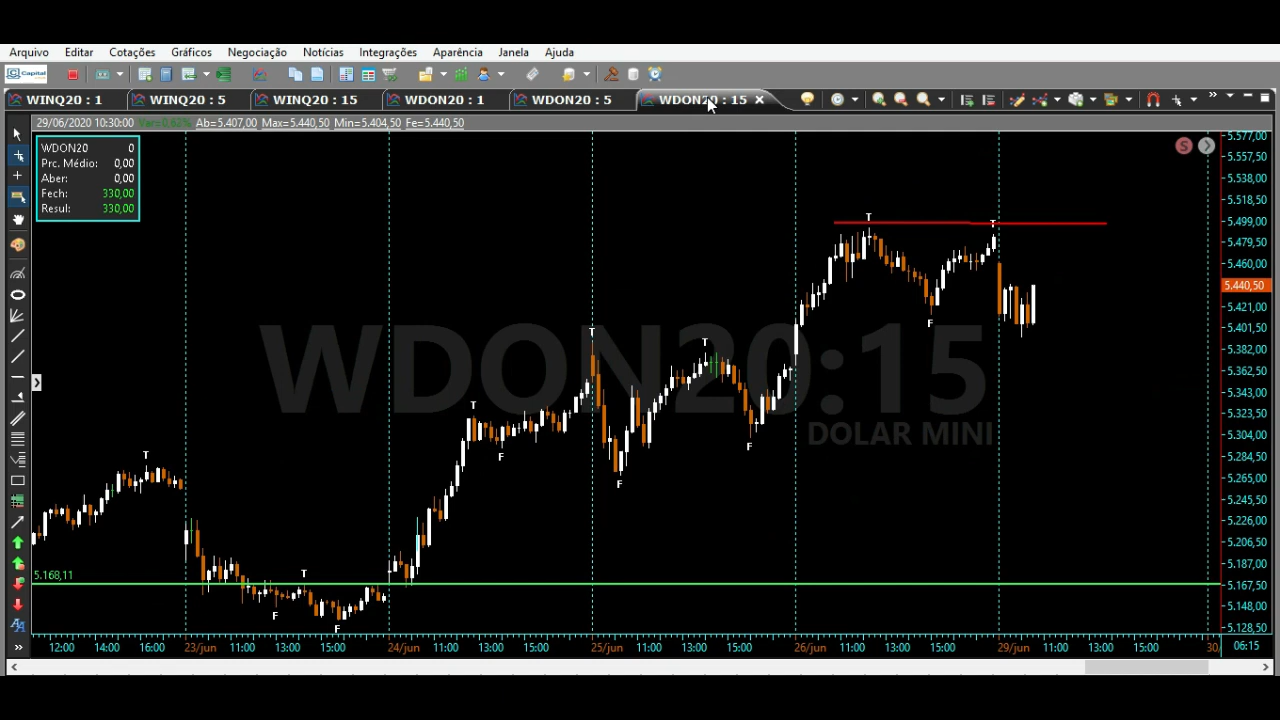 Arquivo Editar Cotações Gráficos Negociação Notícias Integrações Aparência Janela Ajuda
Capital
WINQ20 : 1 WINQ20 : 5 WINQ20 : 15 WDON20 : 1 WDON20 : 5 WDON20 : 15
29/06/2020 10:30:00 Var=0,62% Ab=5.407,00 Max=5.440,50 Min=5.404,50 Fe=5.440,50
WDON20 0
Prc. Médio: 0,00
Aber: 0,00
Fech: 330,00
Resul: 330,00
S
5.577,00
5.557,50
5.538,00
5.518,50
5.499,00
5.479,50
5.460,00
5.440,50
5.421,00
5.401,50
5.382,00
5.362,50
5.343,00
5.323,50
5.304,00
5.284,50
5.265,00
5.245,50
5.226,00
5.206,50
5.187,00
5.167,50
5.148,00
5.128,50
T T
F
WDON20:15
DOLAR MINI
T T
T
F F
T F
5.168,11
T
F F
12:00 14:00 16:00 23/jun 11:00 13:00 15:00 24/jun 11:00 13:00 15:00 25/jun 11:00 13:00 15:00 26/jun 11:00 13:00 15:00 29/jun 11:00 13:00 15:00 30/ 06:15